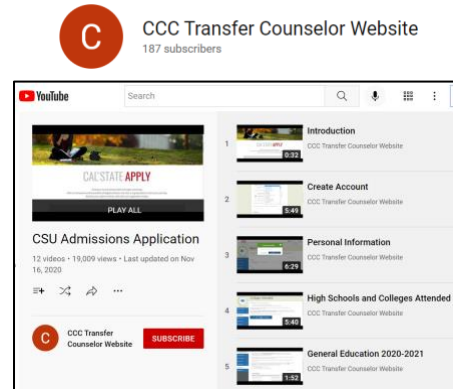 C
CCC Transfer Counselor Website
187 subscribers
YouTube
Search
CAL STATE APPLY
PLAY ALL
CSU Admissions Application
12 videos • 19,009 views • Last updated on Nov
16, 2020
C
CCC Transfer
Counselor Website
SUBSCRIBE
1
0:32
Introduction
CCC Transfer Counselor Website
2
5:49
Create Account
CCC Transfer Counselor Website
3
6:29
Personal Information
CCC Transfer Counselor Website
4
5:40
High Schools and Colleges Attended
CCC Transfer Counselor Website
5
1:52
General Education 2020-2021
CCC Transfer Counselor Website